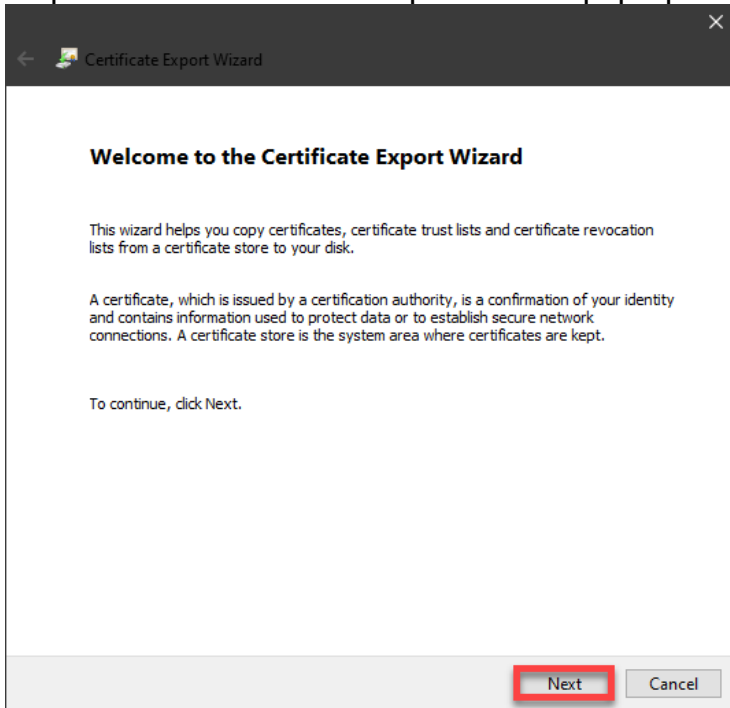 Certificate Export Wizard
Welcome to the Certificate Export Wizard
This wizard helps you copy certificates, certificate trust lists and certificate revocation
lists from a certificate store to your disk.
A certificate, which is issued by a certification authority, is a confirmation of your identity
and contains information used to protect data or to establish secure network
connections. A certificate store is the system area where certificates are kept.
To continue, click Next.
Next Cancel